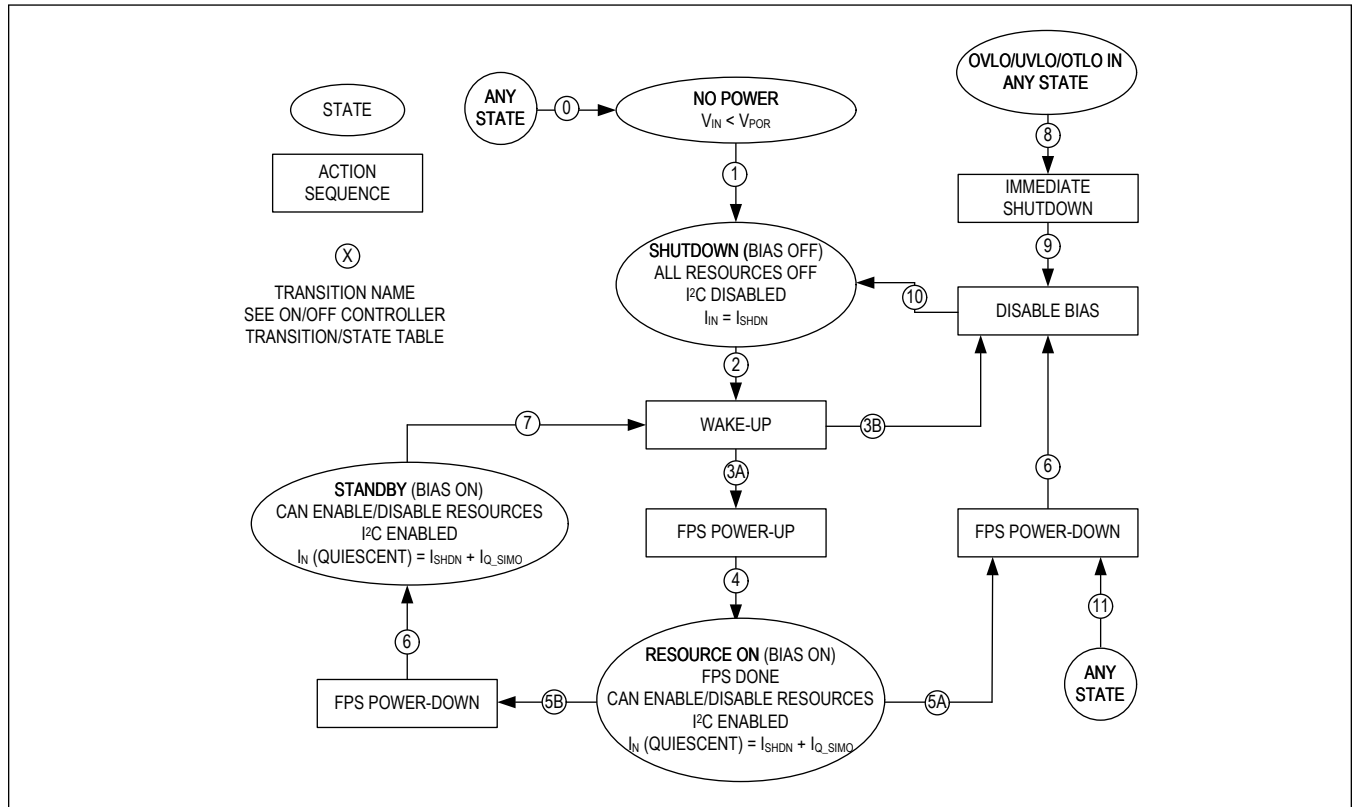 STATE
ACTION
SEQUENCE
X
TRANSITION NAME
SEE ON/OFF CONTROLLER
TRANSITION/STATE TABLE
ANY
STATE
0
NO POWER
VIN < VPOR
1
OVLO/UVLO/OTLO IN
ANY STATE
8
IMMEDIATE
SHUTDOWN
9
SHUTDOWN (BIAS OFF)
ALL RESOURCES OFF
I²C DISABLED
IIN = ISHDN
10
DISABLE BIAS
2
7
WAKE-UP
3B
3A
6
STANDBY (BIAS ON)
CAN ENABLE/DISABLE RESOURCES
I²C ENABLED
IN (QUIESCENT) = ISHDN + IQ_SIMO
FPS POWER-UP
FPS POWER-DOWN
4
11
6
RESOURCE ON (BIAS ON)
FPS DONE
CAN ENABLE/DISABLE RESOURCES
I²C ENABLED
IN (QUIESCENT) = ISHDN + IQ_SIMO
FPS POWER-DOWN
5B
5A
ANY
STATE